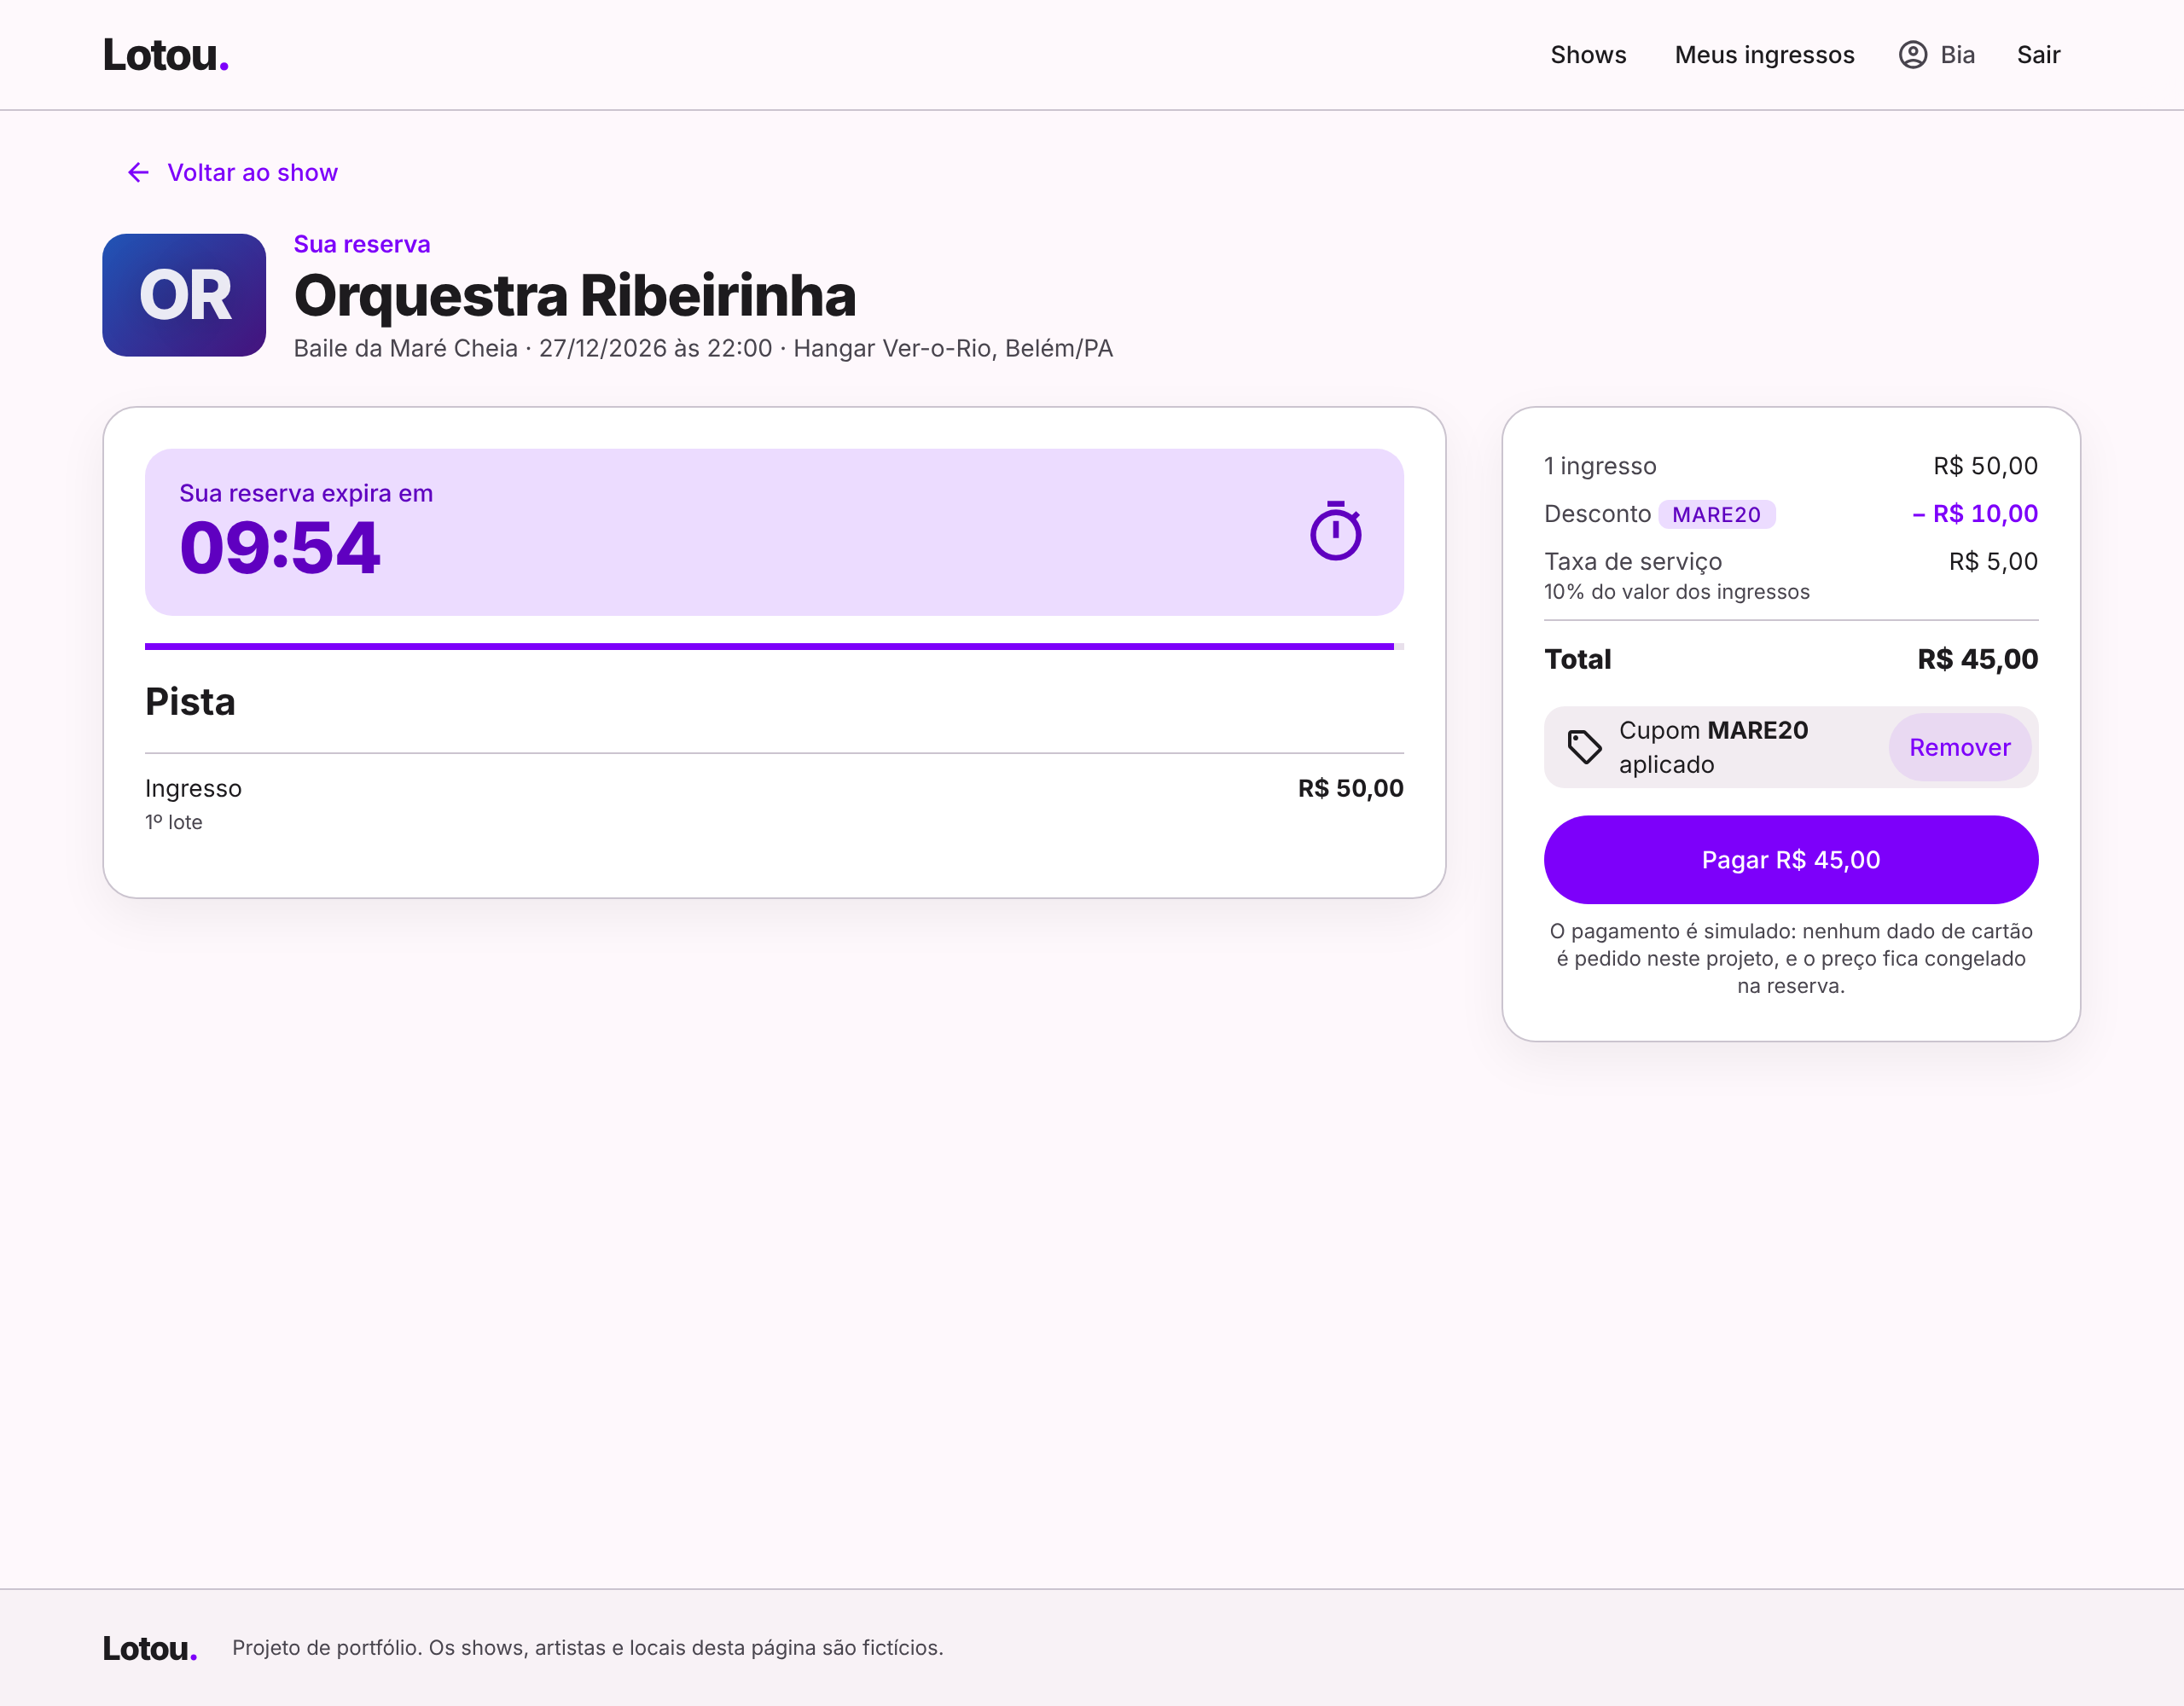 Lotou.
Shows
Meus ingressos
Bia
Sair
Voltar ao show
OR
Sua reserva
Orquestra Ribeirinha
Baile da Maré Cheia · 27/12/2026 às 22:00 · Hangar Ver-o-Rio, Belém/PA
Sua reserva expira em
09:54
Pista
Ingresso R$ 50,00
1º lote
1 ingresso R$ 50,00
Desconto MARE20 − R$ 10,00
Taxa de serviço R$ 5,00
10% do valor dos ingressos
Total R$ 45,00
Cupom MARE20
aplicado
Remover
Pagar R$ 45,00
O pagamento é simulado: nenhum dado de cartão
é pedido neste projeto, e o preço fica congelado
na reserva.
Lotou.
Projeto de portfólio. Os shows, artistas e locais desta página são fictícios.